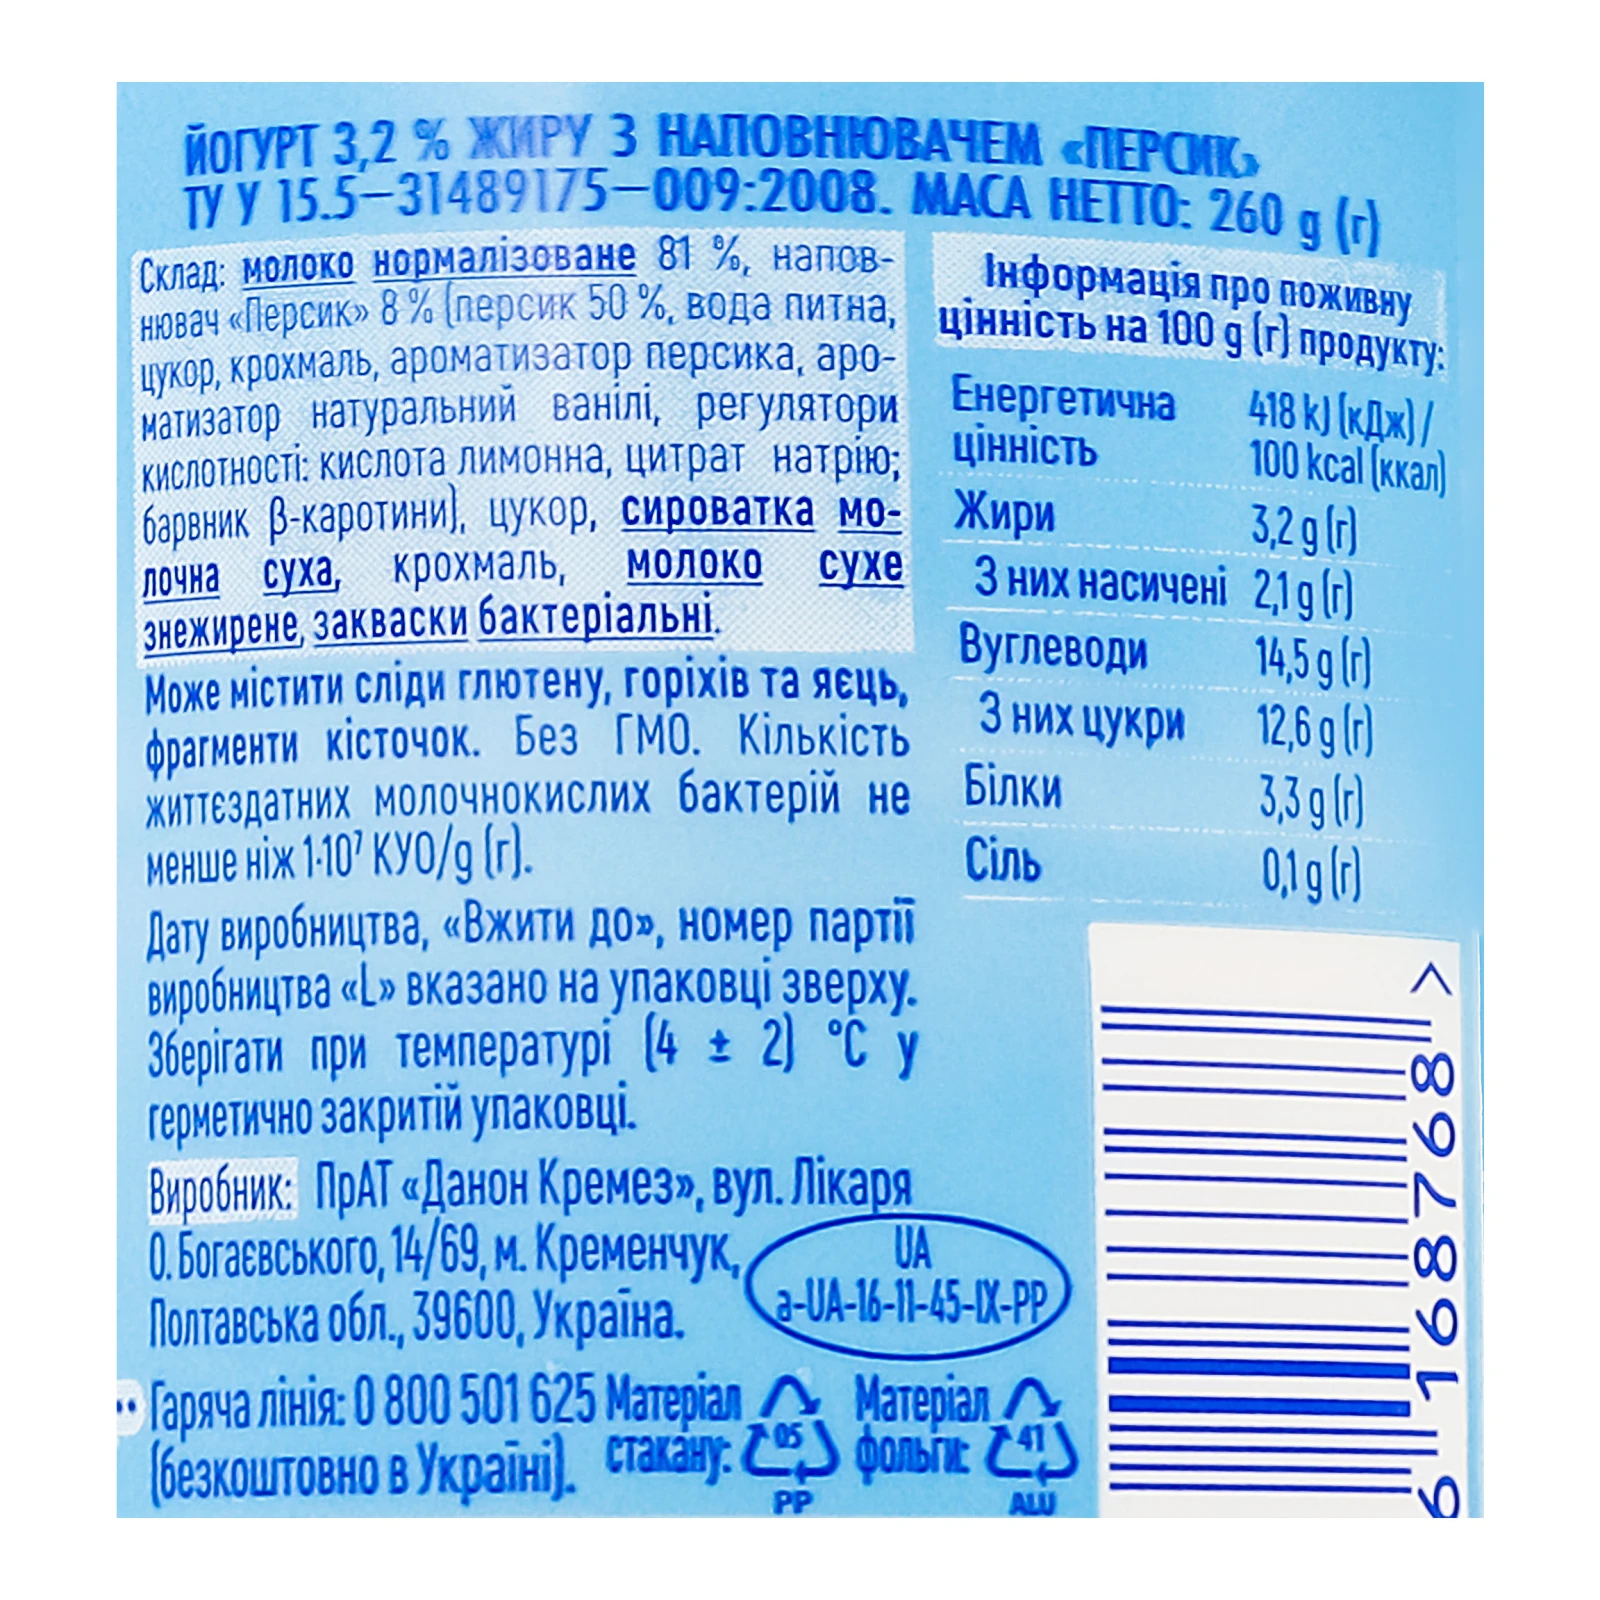 ЙОГУРТ 3,2 % ЖИРУ З НАПОВНЮВАЧЕМ «ПЕРСИК»
ТУ У 15.5–31489175–009:2008. МАСА НЕТТО: 260 g (г)
Склад: молоко нормалізоване 81 %, напов-
нювач «Персик» 8 % (персик 50 %, вода питна,
цукор, крохмаль, ароматизатор персика, аро-
матизатор натуральний ванілі, регулятори
кислотності: кислота лимонна, цитрат натрію;
барвник β-каротини), цукор, сироватка мо-
лочна суха, крохмаль, молоко сухе
знежирене, закваски бактеріальні.
Може містити сліди глютену, горіхів та яєць,
фрагменти кісточок. Без ГМО. Кількість
життєздатних молочнокислих бактерій не
менше ніж 1·10⁷ КУО/g (г).
Дату виробництва, «Вжити до», номер партії
виробництва «L» вказано на упаковці зверху.
Зберігати при температурі (4 ± 2) °C у
герметично закритій упаковці.
Виробник: ПрАТ «Данон Кремез», вул. Лікаря
О. Богаєвського, 14/69, м. Кременчук,
Полтавська обл., 39600, Україна.
UA
a-UA-16-11-45-IX-PP
Гаряча лінія: 0 800 501 625
(безкоштовно в Україні).
Матеріал
стакану:
05
PP
Матеріал
фольги:
41
ALU
Інформація про поживну
цінність на 100 g (г) продукту:
Енергетична 418 kJ (кДж) /
цінність 100 kcal (ккал)
Жири 3,2 g (г)
З них насичені 2,1 g (г)
Вуглеводи 14,5 g (г)
З них цукри 12,6 g (г)
Білки 3,3 g (г)
Сіль 0,1 g (г)
6 168768 >